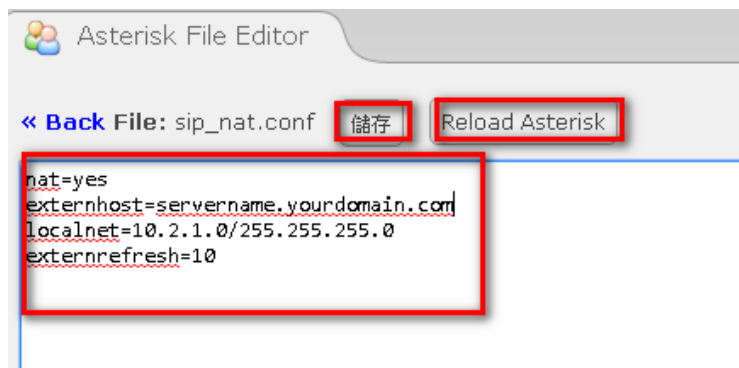 Asterisk File Editor
« Back File: sip_nat.conf 儲存 Reload Asterisk
nat=yes
externhost=servername.yourdomain.com
localnet=10.2.1.0/255.255.255.0
externrefresh=10